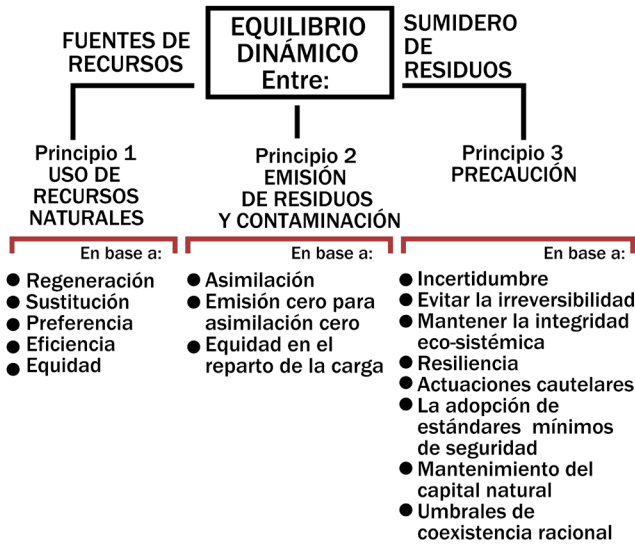 EQUILIBRIO
DINÁMICO
Entre:
FUENTES DE
RECURSOS
SUMIDERO
DE
RESIDUOS
Principio 1
USO DE
RECURSOS
NATURALES
En base a:
Regeneración
Sustitución
Preferencia
Eficiencia
Equidad
Principio 2
EMISIÓN
DE RESIDUOS
Y CONTAMINACIÓN
En base a:
Asimilación
Emisión cero para
asimilación cero
Equidad en el
reparto de la carga
Principio 3
PRECAUCIÓN
En base a:
Incertidumbre
Evitar la irreversibilidad
Mantener la integridad
eco-sistémica
Resiliencia
Actuaciones cautelares
La adopción de
estándares mínimos
de seguridad
Mantenimiento del
capital natural
Umbrales de
coexistencia racional